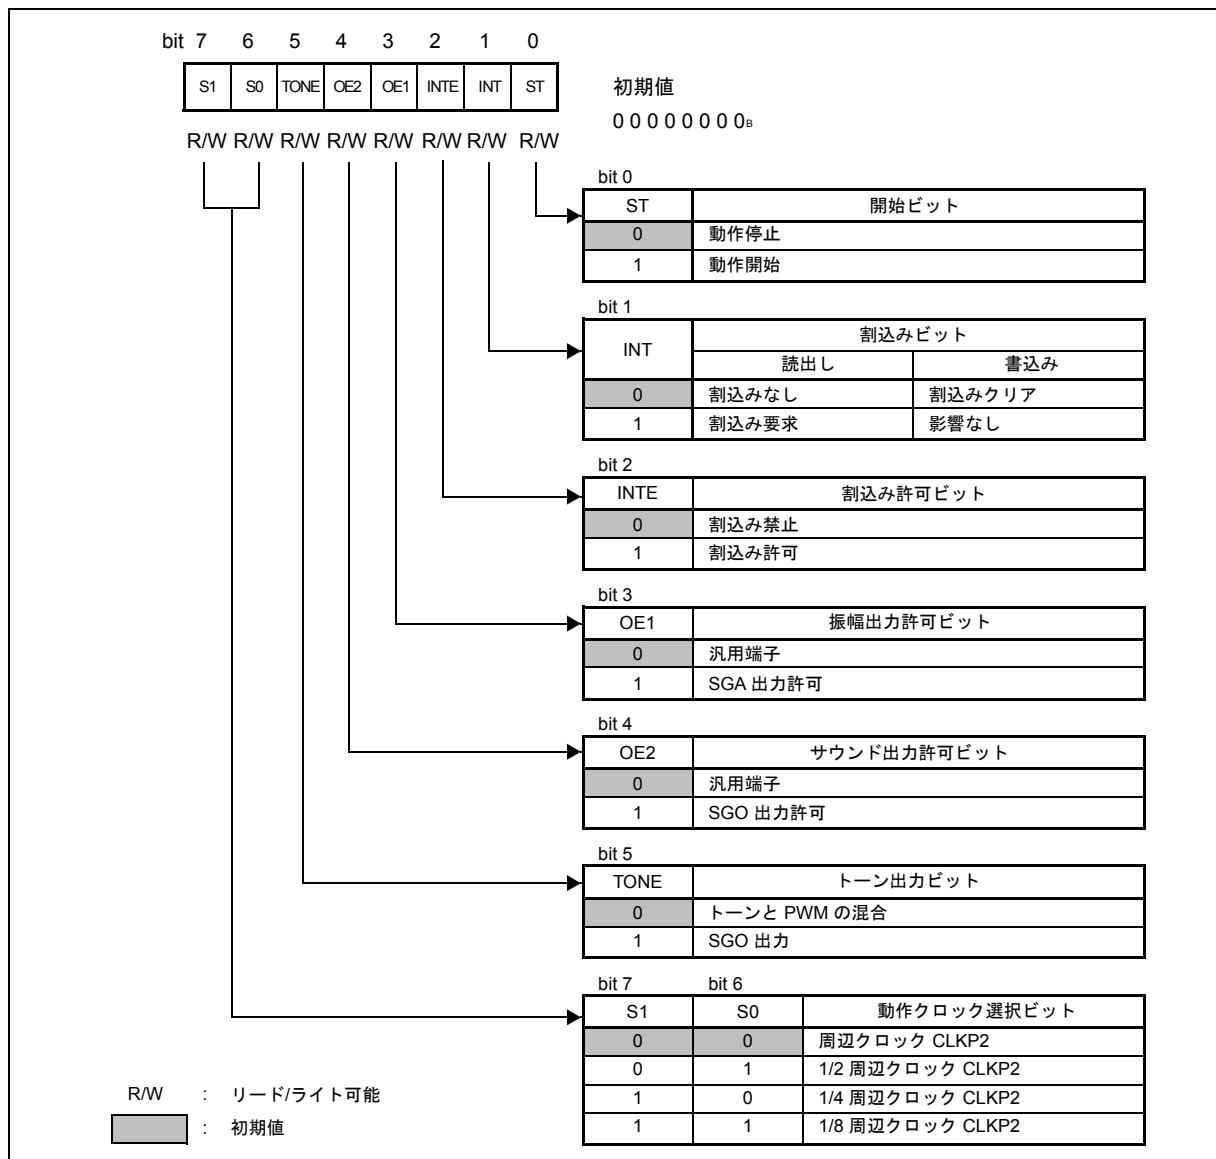 bit 7 6 5 4 3 2 1 0
S1 S0 TONE OE2 OE1 INTE INT ST
初期値
0 0 0 0 0 0 0 0B
R/W R/W R/W R/W R/W R/W R/W R/W
bit 0
ST 開始ビット
0 動作停止
1 動作開始
bit 1
INT 割込みビット
読出し 書込み
0 割込みなし 割込みクリア
1 割込み要求 影響なし
bit 2
INTE 割込み許可ビット
0 割込み禁止
1 割込み許可
bit 3
OE1 振幅出力許可ビット
0 汎用端子
1 SGA 出力許可
bit 4
OE2 サウンド出力許可ビット
0 汎用端子
1 SGO 出力許可
bit 5
TONE トーン出力ビット
0 トーンと PWM の混合
1 SGO 出力
bit 7 bit 6
S1 S0 動作クロック選択ビット
0 0 周辺クロック CLKP2
0 1 1/2 周辺クロック CLKP2
1 0 1/4 周辺クロック CLKP2
1 1 1/8 周辺クロック CLKP2
R/W : リード/ライト可能
: 初期値